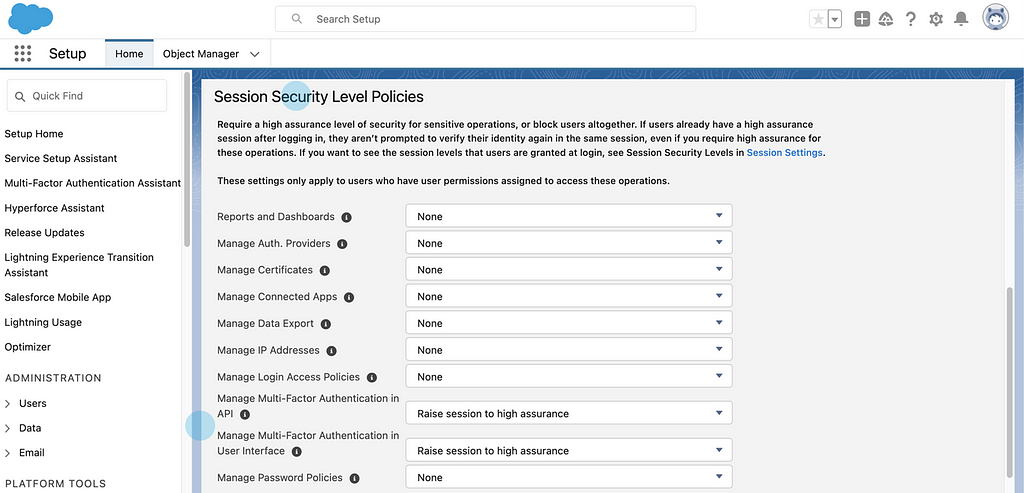 Search Setup
Setup
Home
Object Manager
Quick Find
Setup Home
Service Setup Assistant
Multi-Factor Authentication Assistant
Hyperforce Assistant
Release Updates
Lightning Experience Transition
Assistant
Salesforce Mobile App
Lightning Usage
Optimizer
ADMINISTRATION
Users
Data
Email
PLATFORM TOOLS
Session Security Level Policies
Require a high assurance level of security for sensitive operations, or block users altogether. If users already have a high assurance
session after logging in, they aren't prompted to verify their identity again in the same session, even if you require high assurance for
these operations. If you want to see the session levels that users are granted at login, see Session Security Levels in Session Settings.
These settings only apply to users who have user permissions assigned to access these operations.
Reports and Dashboards None
Manage Auth. Providers None
Manage Certificates None
Manage Connected Apps None
Manage Data Export None
Manage IP Addresses None
Manage Login Access Policies None
Manage Multi-Factor Authentication in
API Raise session to high assurance
Manage Multi-Factor Authentication in
User Interface Raise session to high assurance
Manage Password Policies None